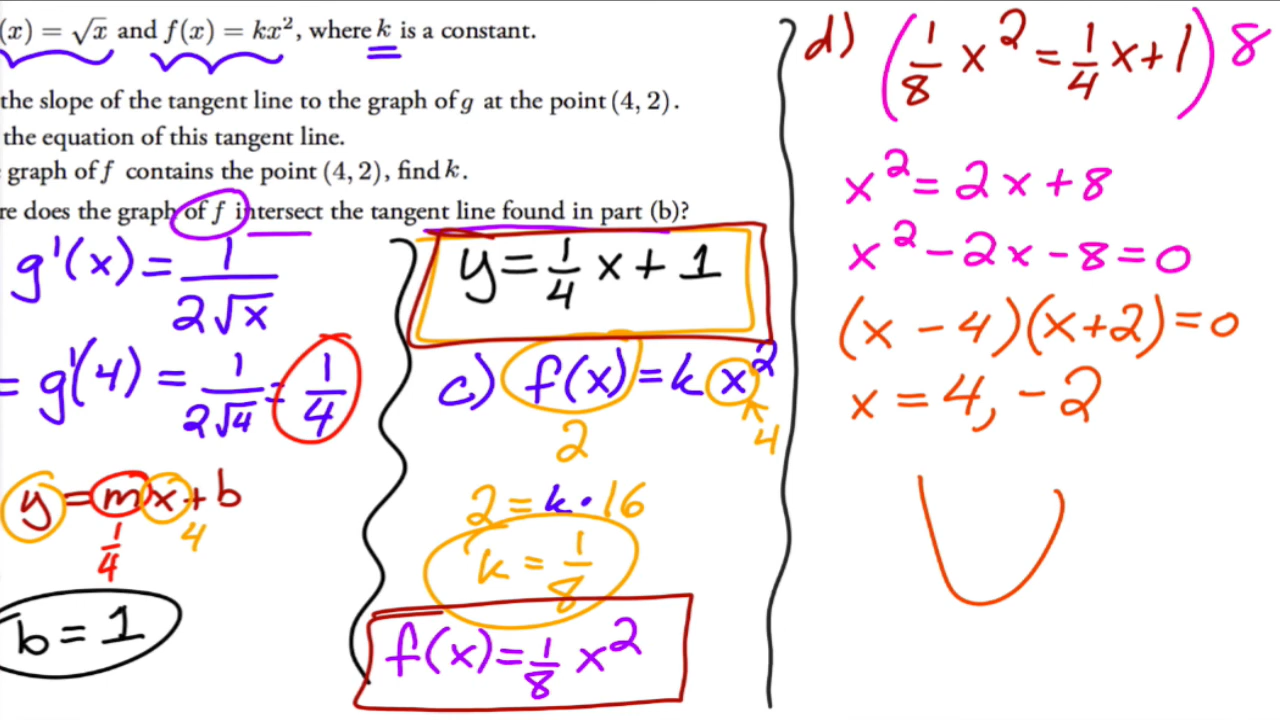 (x) = √x and f(x) = kx², where k is a constant.
the slope of the tangent line to the graph of g at the point (4, 2).
the equation of this tangent line.
graph of f contains the point (4, 2), find k.
re does the graph of f intersect the tangent line found in part (b)?
g'(x) = 1/(2√x)
= g'(4) = 1/(2√4) = 1/4
y = mx + b
1/4 4
b = 1
y = 1/4 x + 1
c) f(x) = k x²
2 4
2 = k · 16
k = 1/8
f(x) = 1/8 x²
d) (1/8 x² = 1/4 x + 1) 8
x² = 2x + 8
x² - 2x - 8 = 0
(x - 4)(x + 2) = 0
x = 4, -2